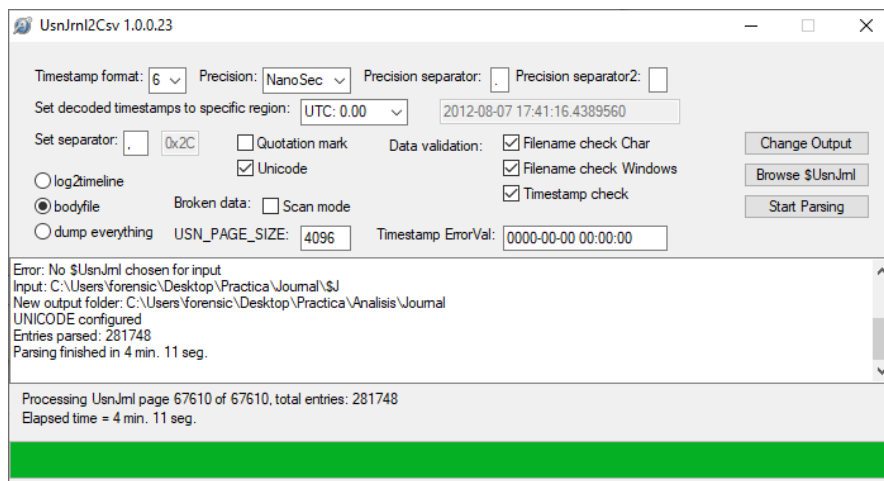 UsnJrnl2Csv 1.0.0.23
Timestamp format: 6 Precision: NanoSec Precision separator: . Precision separator2:
Set decoded timestamps to specific region: UTC: 0.00 2012-08-07 17:41:16.4389560
Set separator: , 0x2C Quotation mark Data validation: Filename check Char Change Output
Unicode Filename check Windows Browse $UsnJrnl
log2timeline Timestamp check
bodyfile Broken data: Scan mode Start Parsing
dump everything USN_PAGE_SIZE: 4096 Timestamp ErrorVal: 0000-00-00 00:00:00
Error: No $UsnJrnl chosen for input
Input: C:\Users\forensic\Desktop\Practica\Journal\$J
New output folder: C:\Users\forensic\Desktop\Practica\Analisis\Journal
UNICODE configured
Entries parsed: 281748
Parsing finished in 4 min. 11 seg.
Processing UsnJrnl page 67610 of 67610, total entries: 281748
Elapsed time = 4 min. 11 seg.